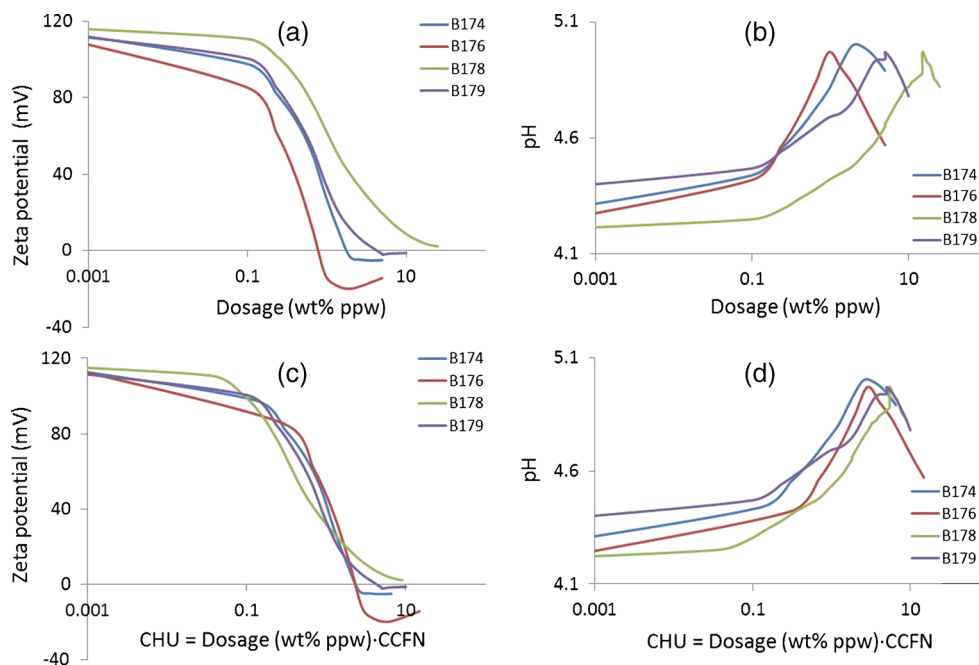 (a)
Zeta potential (mV)
120
80
40
0
-40
0.001
0.1
10
Dosage (wt% ppw)
B174
B176
B178
B179
(b)
pH
5.1
4.6
4.1
0.001
0.1
10
Dosage (wt% ppw)
B174
B176
B178
B179
(c)
Zeta potential (mV)
120
80
40
0
-40
0.001
0.1
10
CHU = Dosage (wt% ppw)·CCFN
B174
B176
B178
B179
(d)
pH
5.1
4.6
4.1
0.001
0.1
10
CHU = Dosage (wt% ppw)·CCFN
B174
B176
B178
B179